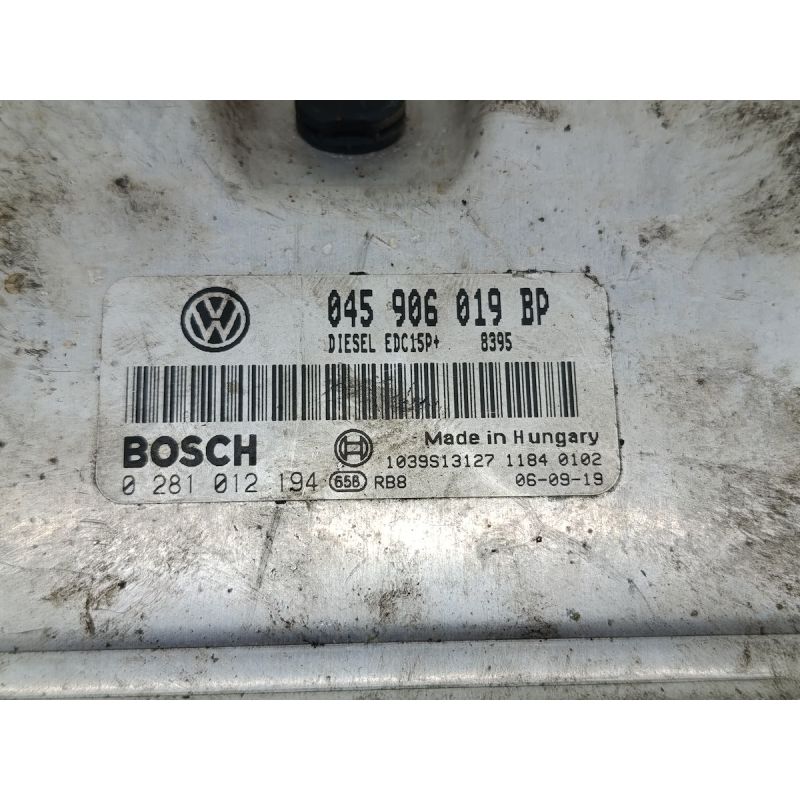 045 906 019 BP
DIESEL EDC15P+ 8395
BOSCH Made in Hungary
1039S13127 1184 0102
0 281 012 194 656 RB8 06-09-19